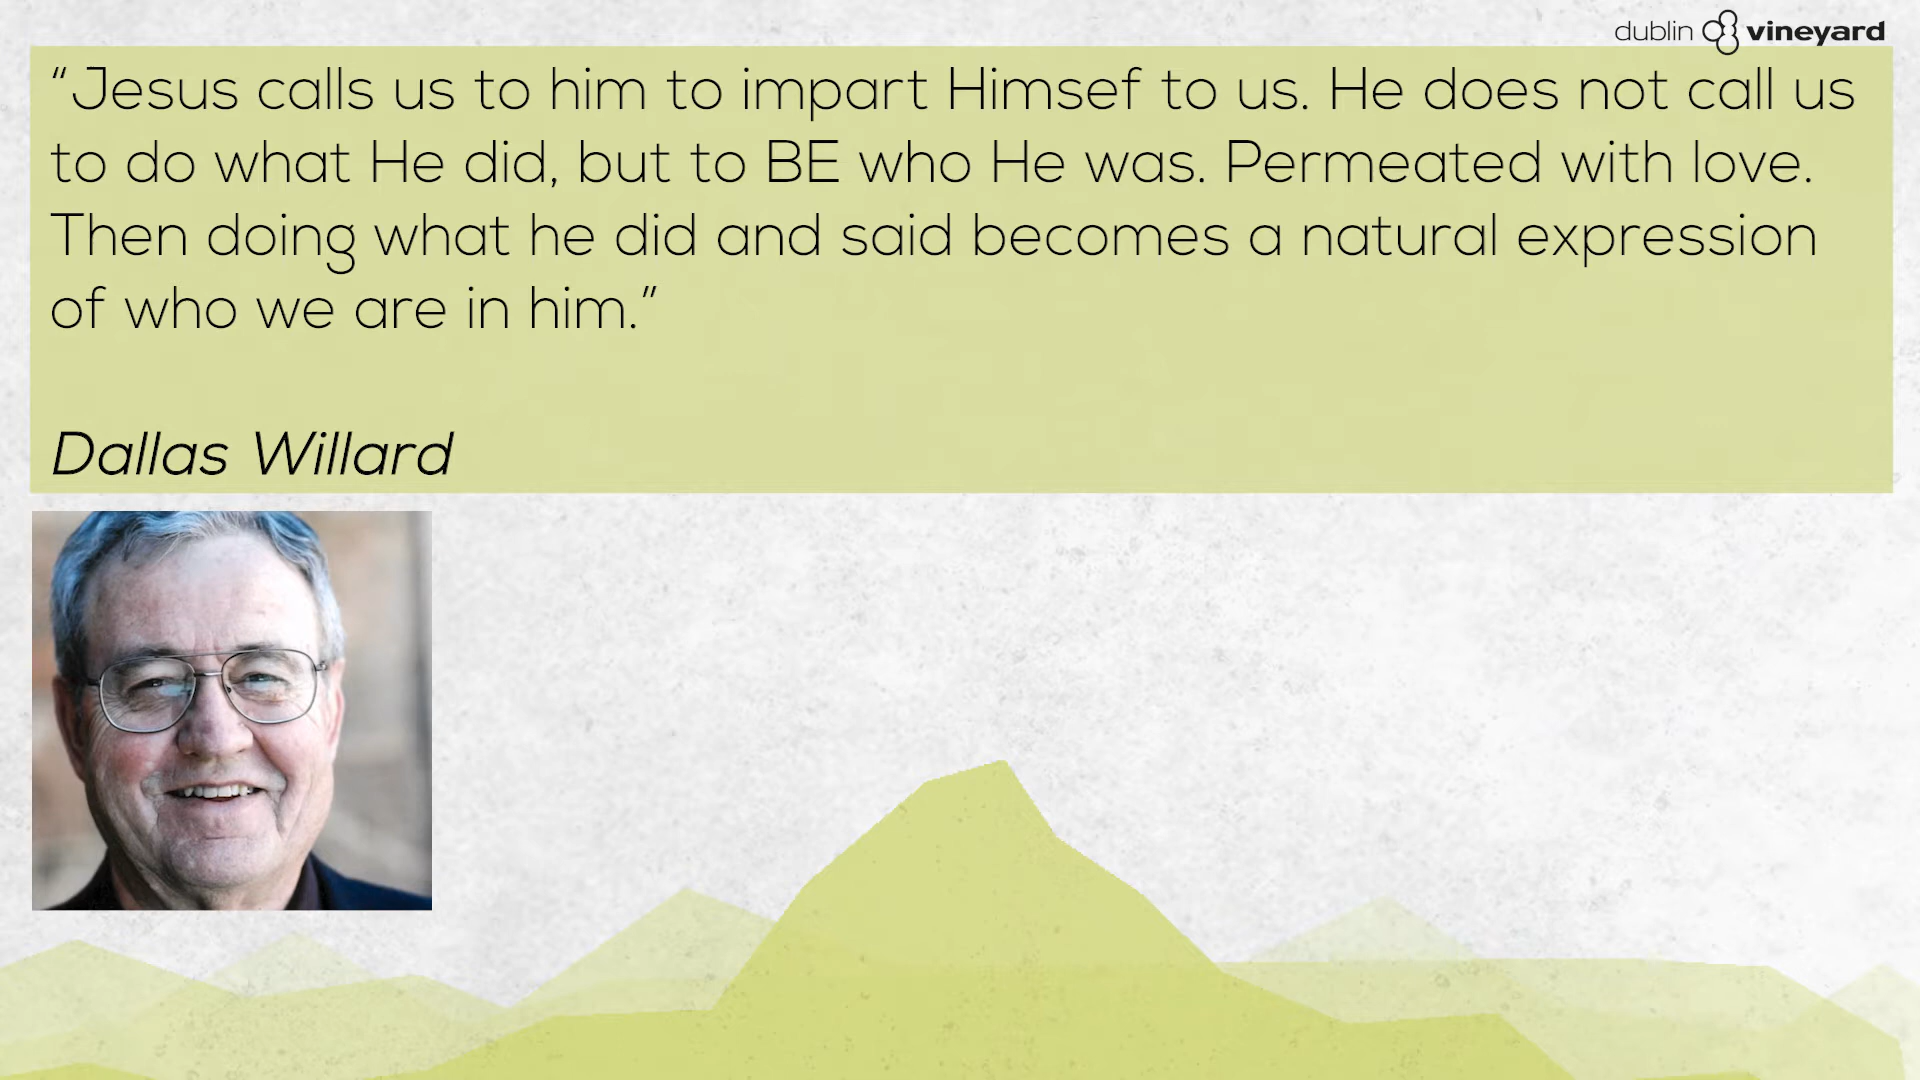 dublin vineyard
“Jesus calls us to him to impart Himsef to us. He does not call us
to do what He did, but to BE who He was. Permeated with love.
Then doing what he did and said becomes a natural expression
of who we are in him.”
Dallas Willard